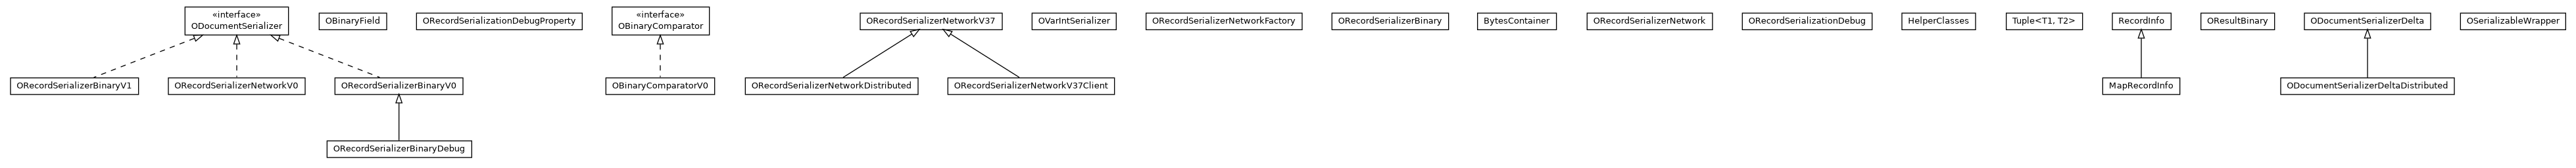 «interface»
ODocumentSerializer
OBinaryField
ORecordSerializationDebugProperty
«interface»
OBinaryComparator
ORecordSerializerNetworkV37
OVarIntSerializer
ORecordSerializerNetworkFactory
ORecordSerializerBinary
BytesContainer
ORecordSerializerNetwork
ORecordSerializationDebug
HelperClasses
Tuple<T1, T2>
RecordInfo
OResultBinary
ODocumentSerializerDelta
OSerializableWrapper
ORecordSerializerBinaryV1
ORecordSerializerNetworkV0
ORecordSerializerBinaryV0
OBinaryComparatorV0
ORecordSerializerNetworkDistributed
ORecordSerializerNetworkV37Client
MapRecordInfo
ODocumentSerializerDeltaDistributed
ORecordSerializerBinaryDebug